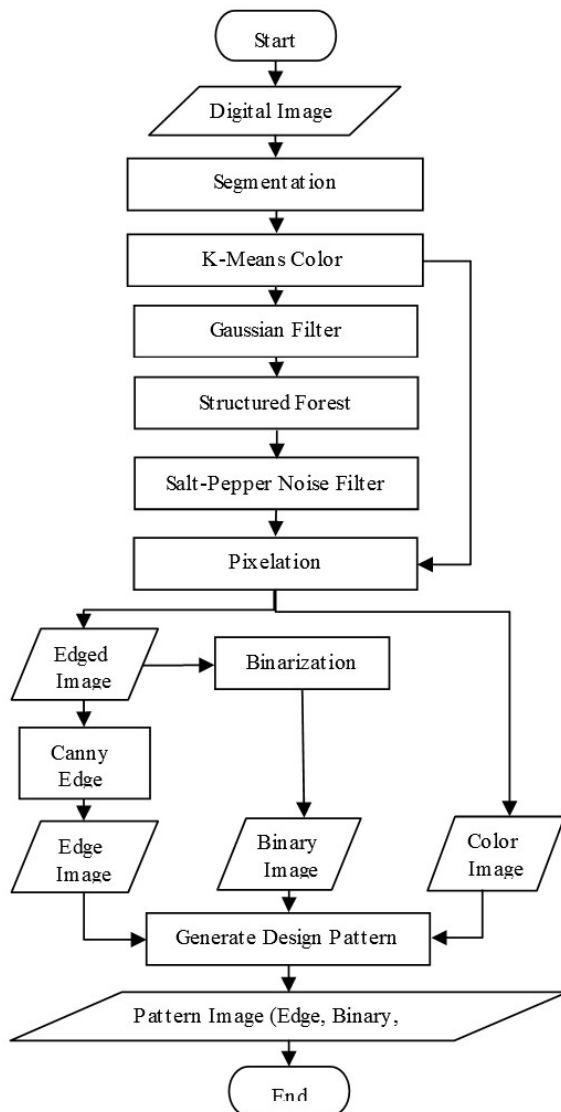 Start
Digital Image
Segmentation
K-Means Color
Gaussian Filter
Structured Forest
Salt-Pepper Noise Filter
Pixelation
Edged
Image
Binarization
Canny
Edge
Edge
Image
Binary
Image
Color
Image
Generate Design Pattern
Pattern Image (Edge, Binary,
End